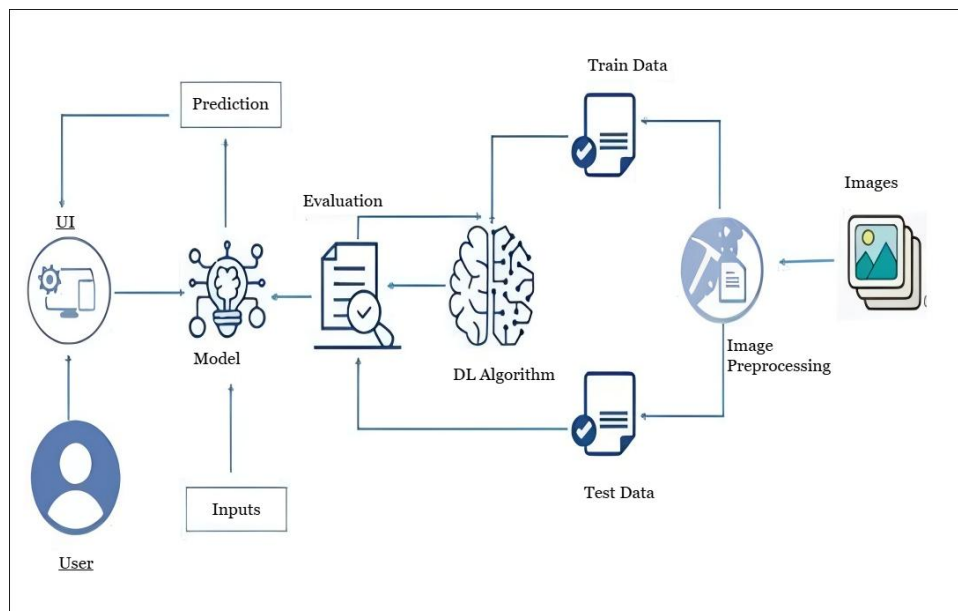 Train Data
Prediction
Images
Evaluation
UI
Image
Preprocessing
Model
DL Algorithm
Test Data
Inputs
User